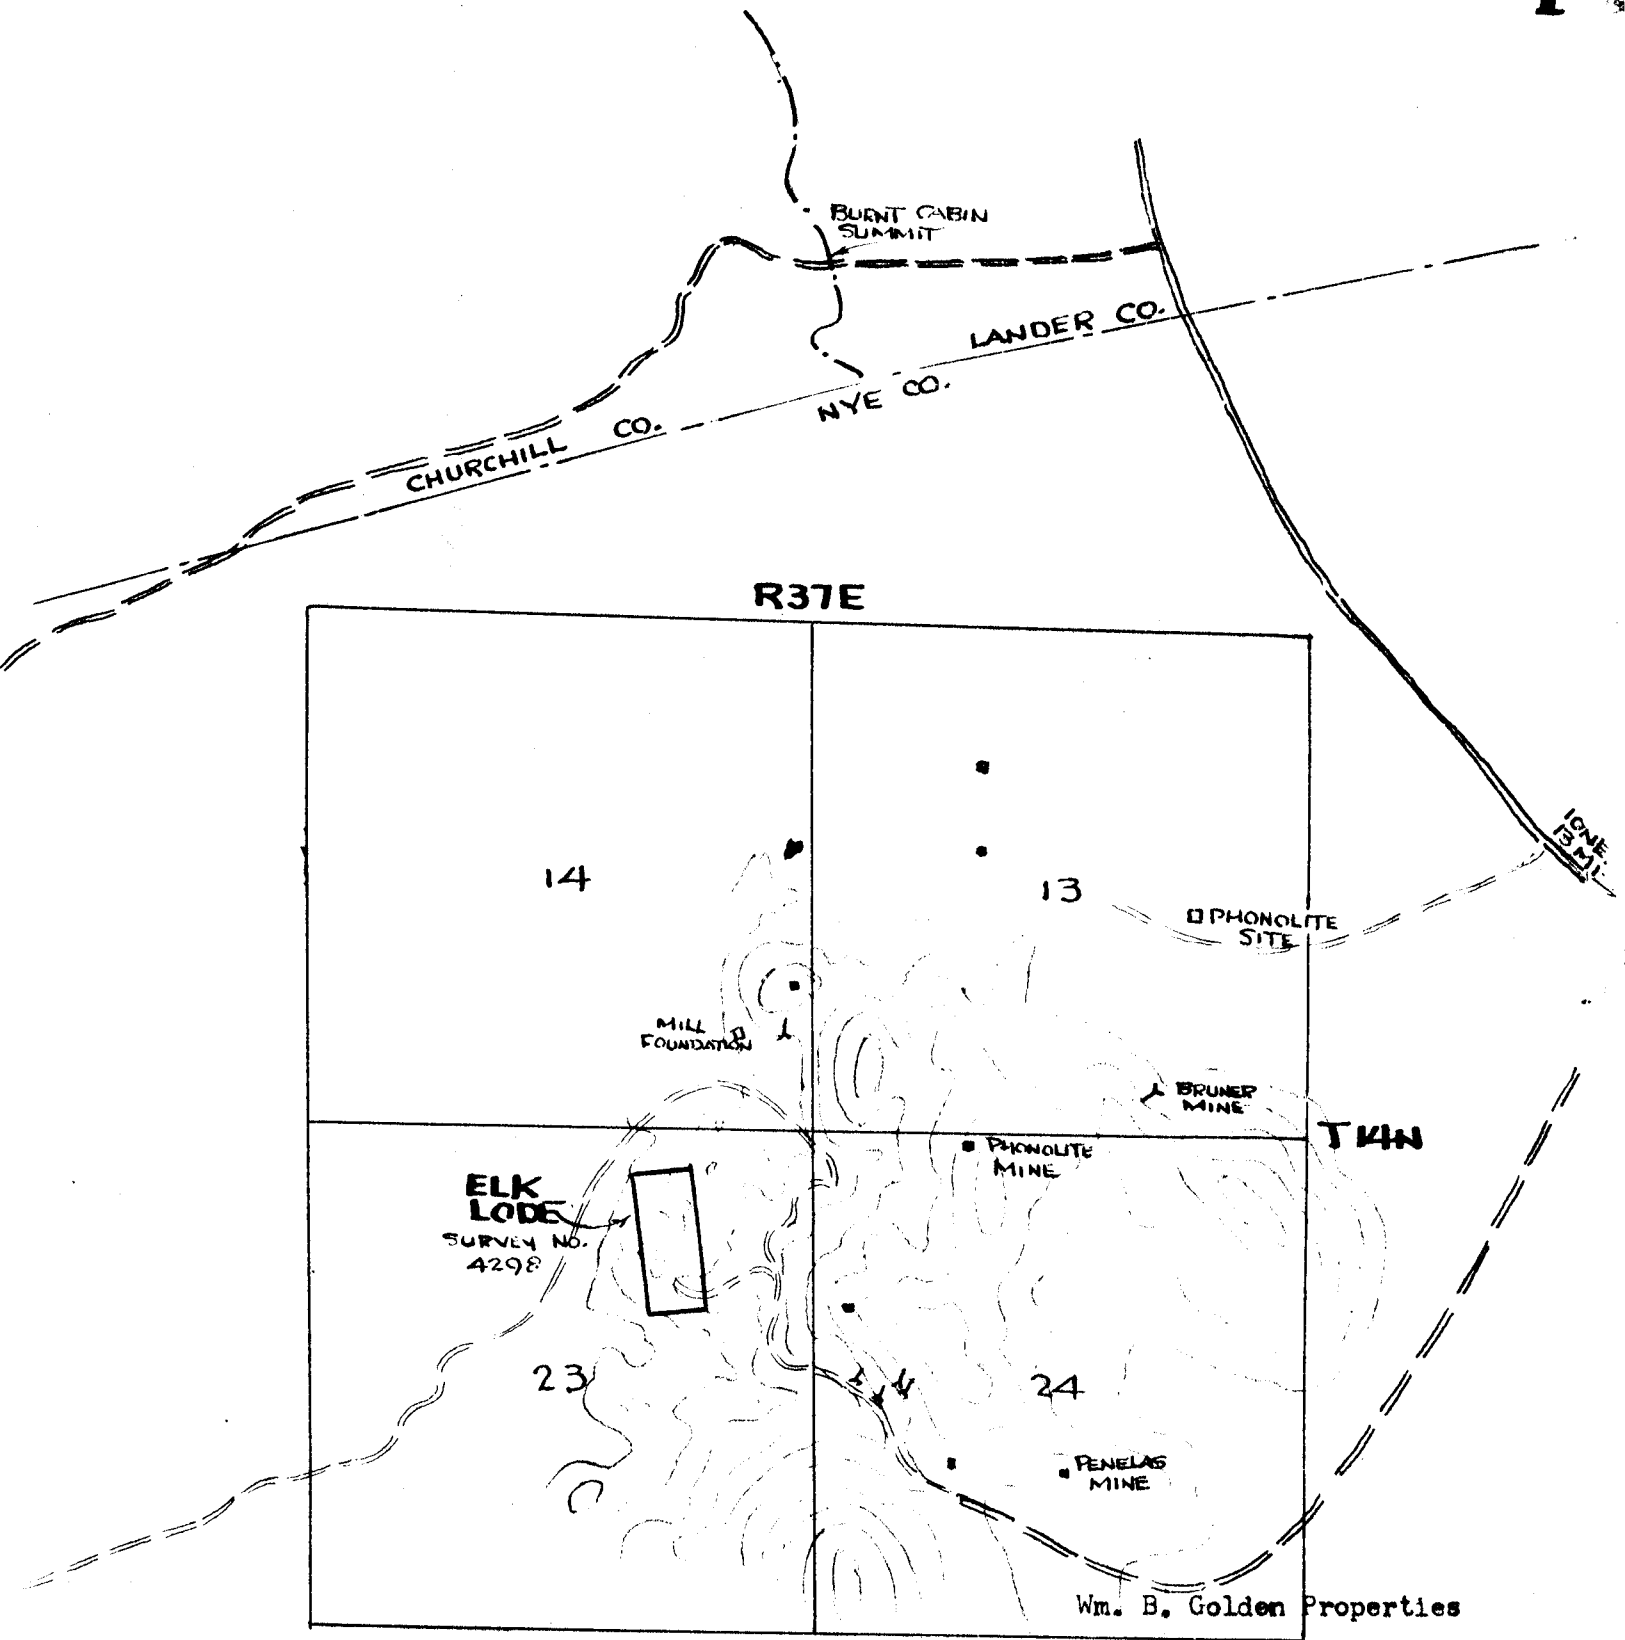 BURNT CABIN
SUMMIT
LANDER CO.
NYE CO.
CHURCHILL CO.
R37E
IONE
13 MI.
14
13
PHONOLITE
SITE
MILL
FOUNDATION
BRUNER
MINE
T14N
PHONOLITE
MINE
ELK
LODE
SURVEY NO.
4298
23
24
PENELAS
MINE
Wm. B. Golden Properties